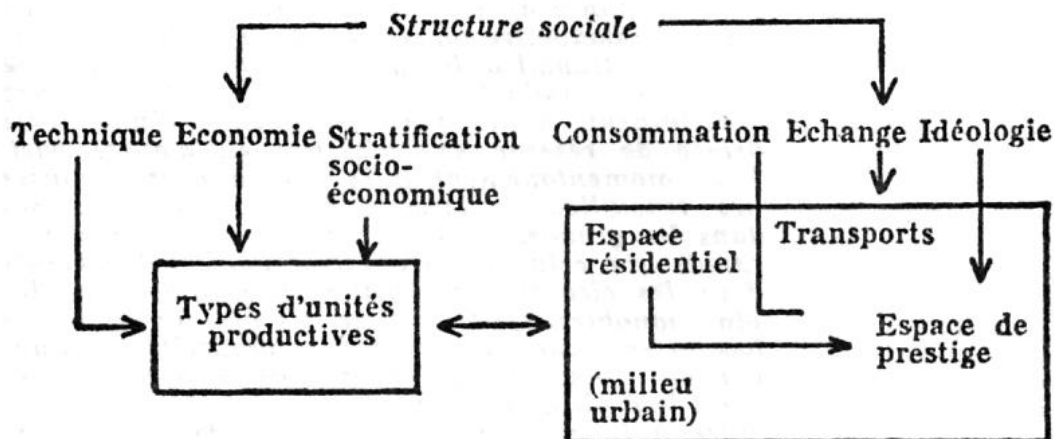 Structure sociale
Technique Economie Stratification
socio-
économique
Consommation Echange Idéologie
Types d'unités
productives
Espace
résidentiel
Transports
Espace de
prestige
(milieu
urbain)